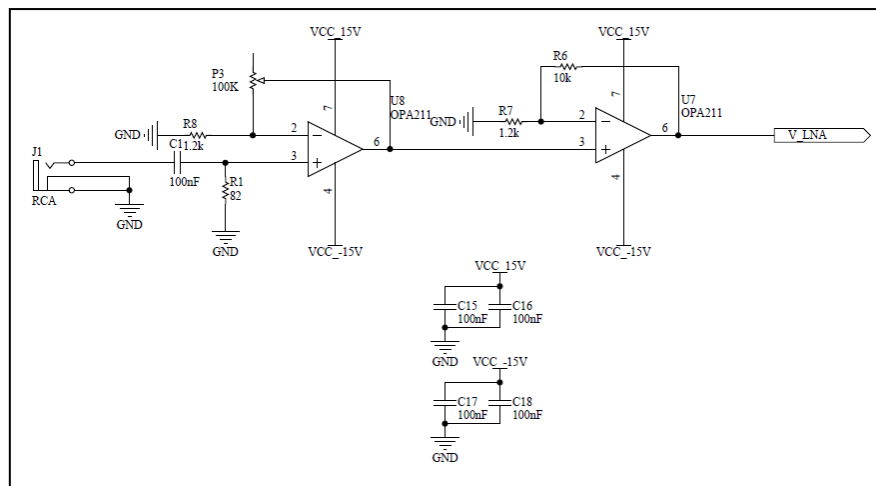 VCC_15V
VCC_15V
P3
100K
R6
10k
7
7
U8
OPA211
U7
OPA211
R8
1.2k
GND
2
6
GND
R7
1.2k
2
6
V_LNA
J1
C1
3
3
100nF
R1
82
4
4
RCA
GND
GND
VCC_-15V
VCC_-15V
VCC_15V
C15
100nF
C16
100nF
GND
VCC_-15V
C17
100nF
C18
100nF
GND